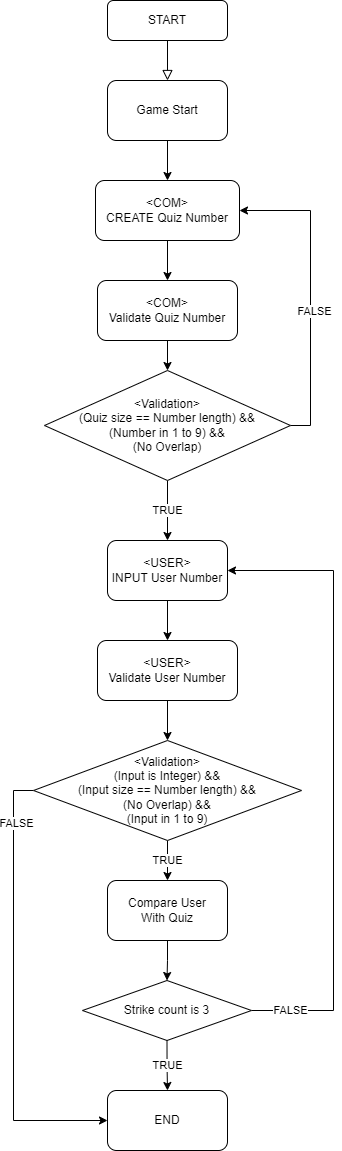 START
Game Start
<COM>
CREATE Quiz Number
<COM>
Validate Quiz Number
FALSE
<Validation>
(Quiz size == Number length) &&
(Number in 1 to 9) &&
(No Overlap)
TRUE
<USER>
INPUT User Number
<USER>
Validate User Number
<Validation>
(Input is Integer) &&
(Input size == Number length) &&
(No Overlap) &&
(Input in 1 to 9)
FALSE
TRUE
Compare User
With Quiz
Strike count is 3
FALSE
TRUE
END